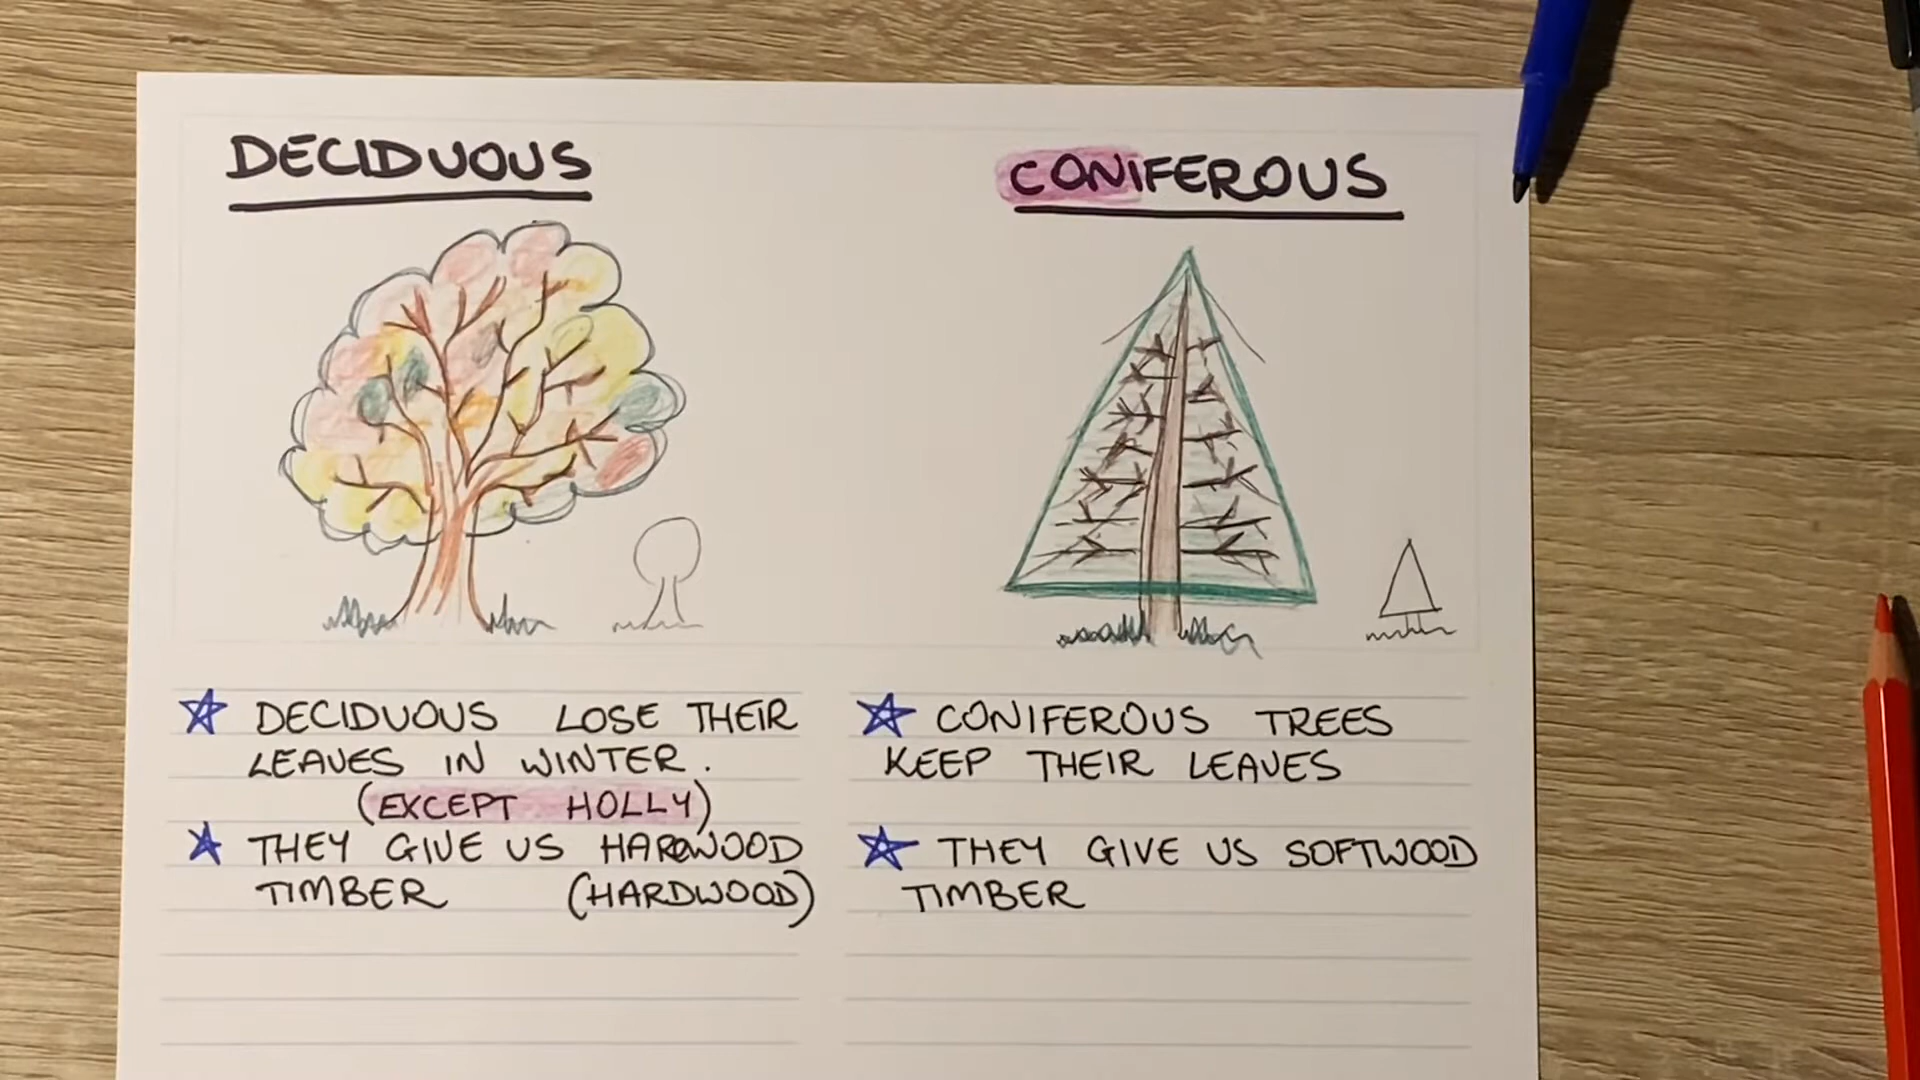 DECIDUOUS
CONIFEROUS
DECIDUOUS LOSE THEIR
LEAVES IN WINTER.
(EXCEPT HOLLY)
THEY GIVE US HARDWOOD
TIMBER (HARDWOOD)
CONIFEROUS TREES
KEEP THEIR LEAVES
THEY GIVE US SOFTWOOD
TIMBER